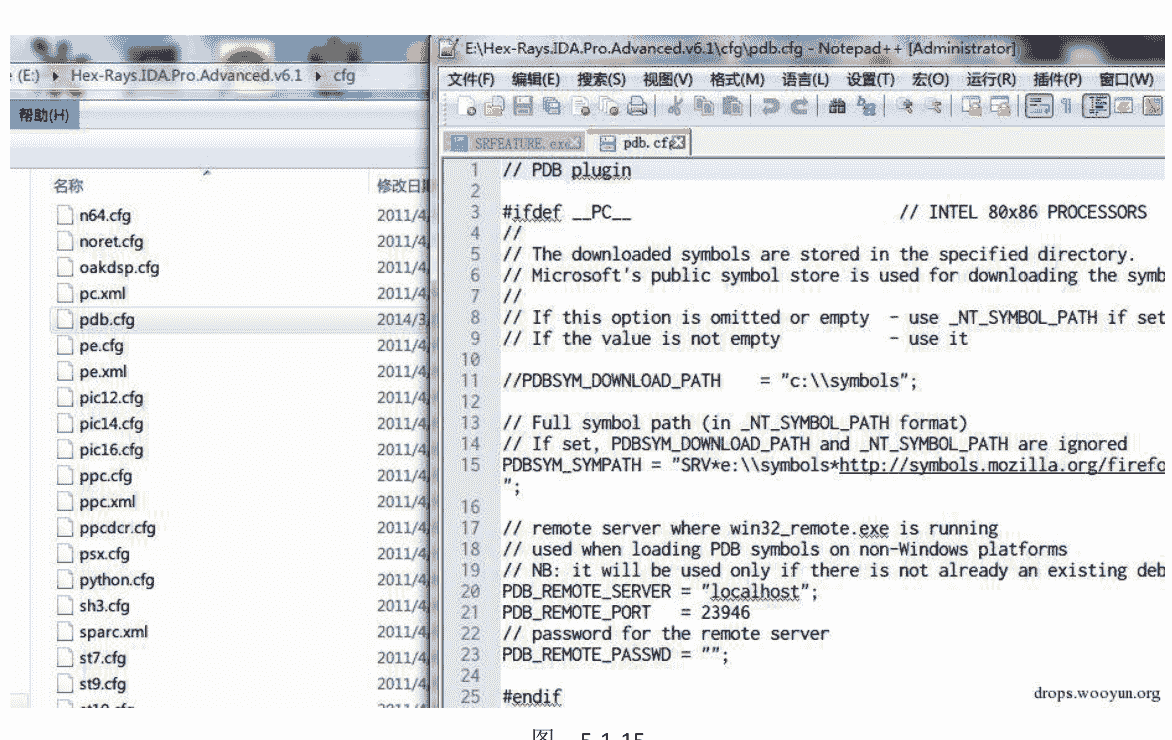 (E:) ▸ Hex-Rays.IDA.Pro.Advanced.v6.1 ▸ cfg
帮助(H)
名称 修改日期
n64.cfg 2011/4,
noret.cfg 2011/4,
oakdsp.cfg 2011/4,
pc.xml 2011/4,
pdb.cfg 2014/3,
pe.cfg 2011/4,
pe.xml 2011/4,
pic12.cfg 2011/4,
pic14.cfg 2011/4,
pic16.cfg 2011/4,
ppc.cfg 2011/4,
ppc.xml 2011/4,
ppcdcr.cfg 2011/4,
psx.cfg 2011/4,
python.cfg 2011/4,
sh3.cfg 2011/4,
sparc.xml 2011/4,
st7.cfg 2011/4,
st9.cfg 2011/4,
E:\Hex-Rays.IDA.Pro.Advanced.v6.1\cfg\pdb.cfg - Notepad++ [Administrator]
文件(F) 编辑(E) 搜索(S) 视图(V) 格式(M) 语言(L) 设置(T) 宏(O) 运行(R) 插件(P) 窗口(W)
SRFEATURE.exe pdb.cfg
1 // PDB plugin
2
3 #ifdef __PC__ // INTEL 80x86 PROCESSORS
4 //
5 // The downloaded symbols are stored in the specified directory.
6 // Microsoft's public symbol store is used for downloading the symb
7 //
8 // If this option is omitted or empty - use _NT_SYMBOL_PATH if set
9 // If the value is not empty - use it
10
11 //PDBSYM_DOWNLOAD_PATH = "c:\\symbols";
12
13 // Full symbol path (in _NT_SYMBOL_PATH format)
14 // If set, PDBSYM_DOWNLOAD_PATH and _NT_SYMBOL_PATH are ignored
15 PDBSYM_SYMPATH = "SRV*e:\\symbols*http://symbols.mozilla.org/firefo
";
16
17 // remote server where win32_remote.exe is running
18 // used when loading PDB symbols on non-Windows platforms
19 // NB: it will be used only if there is not already an existing deb
20 PDB_REMOTE_SERVER = "localhost";
21 PDB_REMOTE_PORT = 23946
22 // password for the remote server
23 PDB_REMOTE_PASSWD = "";
24
25 #endif
drops.wooyun.org
图 5.1.15